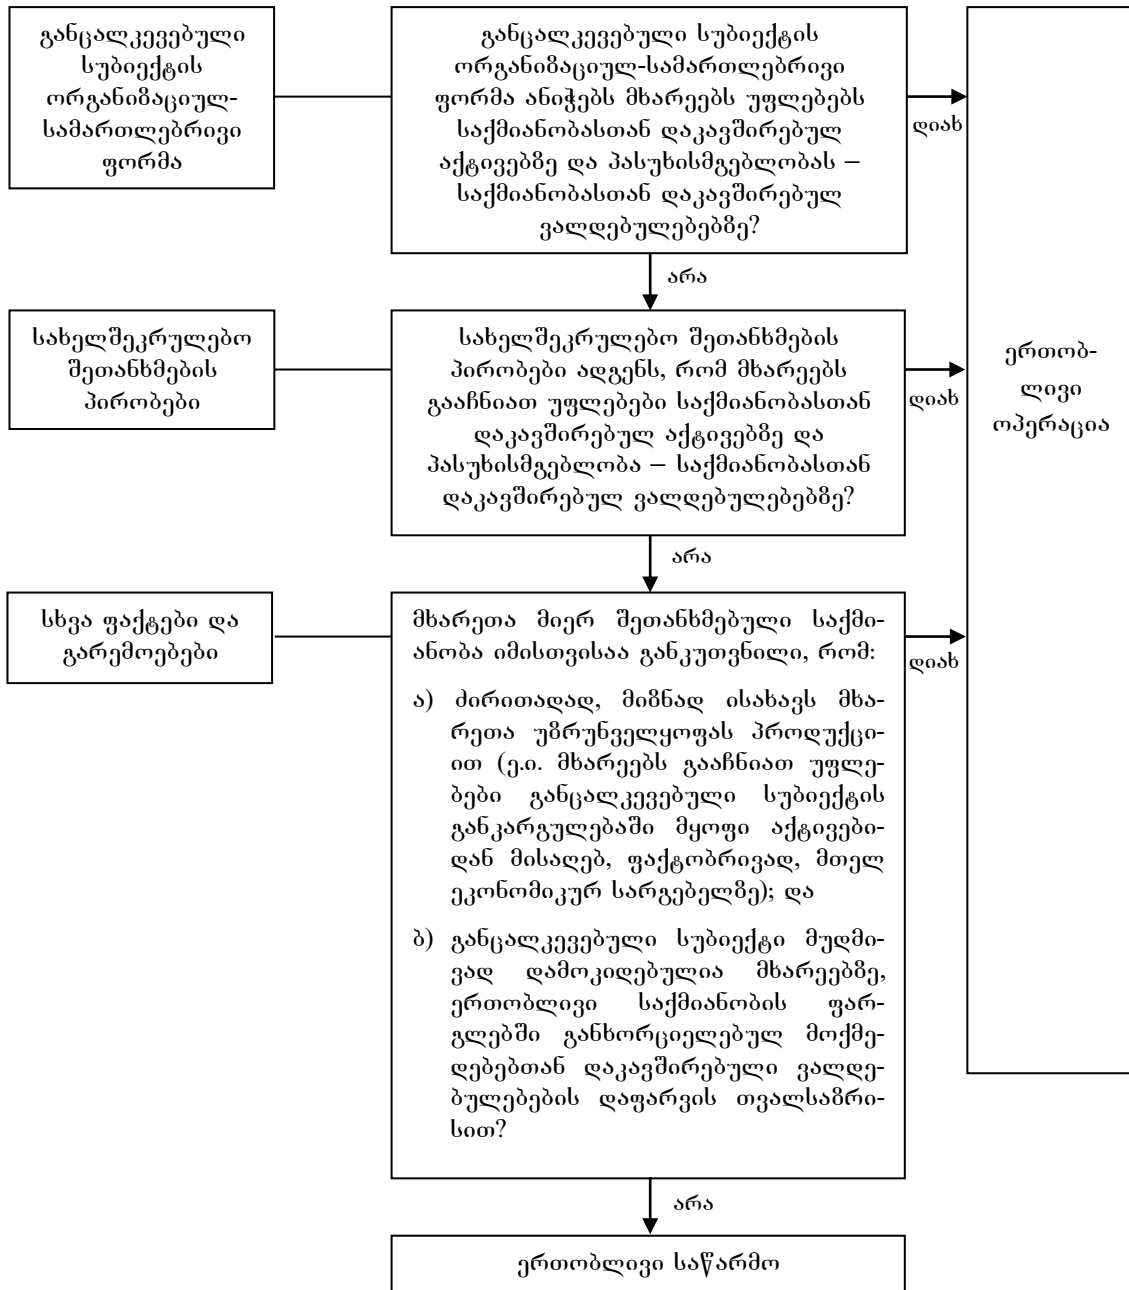 განცალკევებული
სუბიექტის
ორგანიზაციულ-
სამართლებრივი
ფორმა
განცალკევებული სუბიექტის
ორგანიზაციულ-სამართლებრივი
ფორმა ანიჭებს მხარეებს უფლებებს
საქმიანობასთან დაკავშირებულ
აქტივებზე და პასუხისმგებლობას –
საქმიანობასთან დაკავშირებულ
ვალდებულებებზე?
დიახ
არა
სახელშეკრულებო
შეთანხმების
პირობები
სახელშეკრულებო შეთანხმების
პირობები ადგენს, რომ მხარეებს
გააჩნიათ უფლებები საქმიანობასთან
დაკავშირებულ აქტივებზე და
პასუხისმგებლობა – საქმიანობასთან
დაკავშირებულ ვალდებულებებზე?
დიახ
ერთობ-
ლივი
ოპერაცია
არა
სხვა ფაქტები და
გარემოებები
მხარეთა მიერ შეთანხმებული საქმი-
ანობა იმისთვისაა განკუთვნილი, რომ:
ა) ძირითადად, მიზნად ისახავს მხა-
რეთა უზრუნველყოფას პროდუქცი-
ით (ე.ი. მხარეებს გააჩნიათ უფლე-
ბები განცალკევებული სუბიექტის
განკარგულებაში მყოფი აქტივები-
დან მისაღებ, ფაქტობრივად, მთელ
ეკონომიკურ სარგებელზე); და
ბ) განცალკევებული სუბიექტი მუდმი-
ვად დამოკიდებულია მხარეებზე,
ერთობლივი საქმიანობის ფარ-
გლებში განხორციელებულ მოქმე-
დებებთან დაკავშირებული ვალდე-
ბულებების დაფარვის თვალსაზრი-
სით?
დიახ
არა
ერთობლივი საწარმო